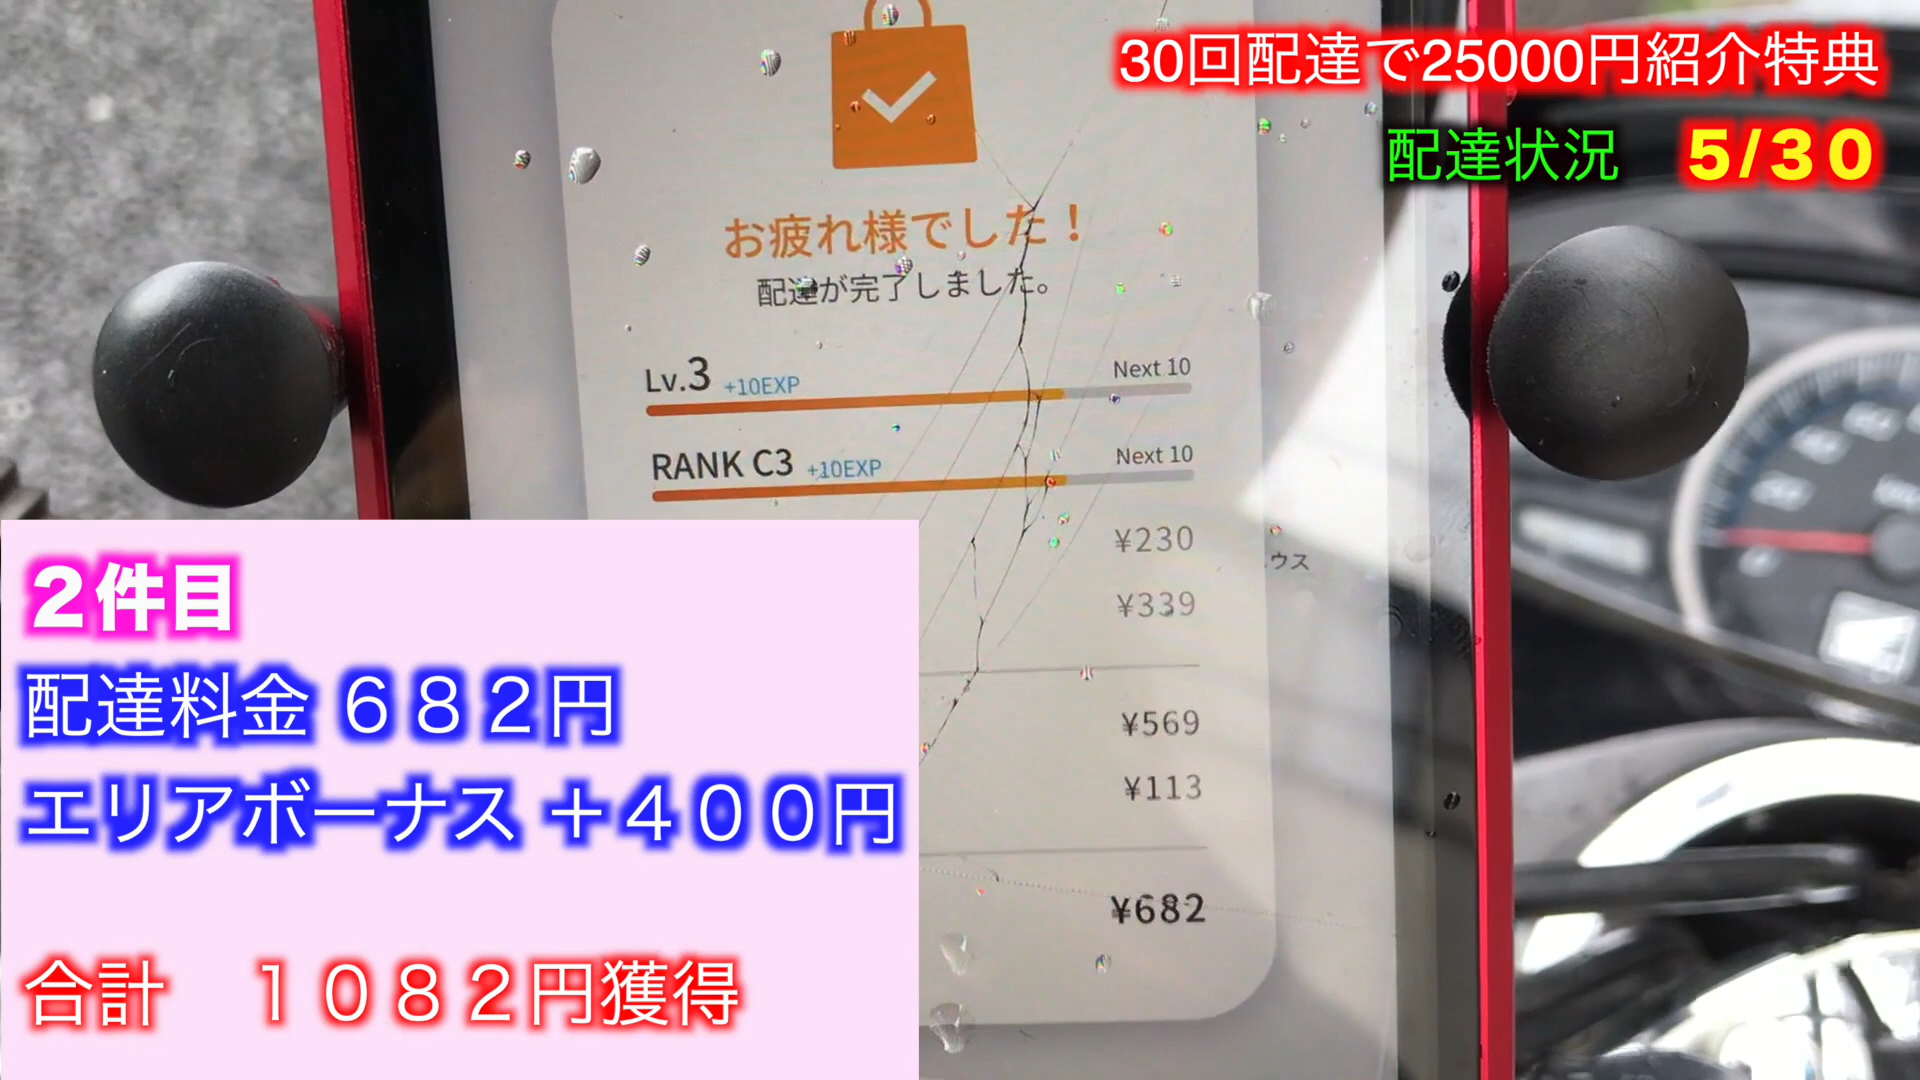 30回配達で25000円紹介特典
配達状況 5/30
お疲れ様でした！
配達が完了しました。
Lv.3 +10EXP Next 10
RANK C3 +10EXP Next 10
¥230
¥339
¥569
¥113
¥682
ウス
２件目
配達料金 ６８２円
エリアボーナス ＋４００円
合計 １０８２円獲得